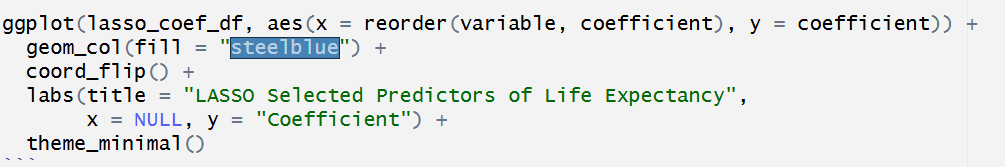 ggplot(lasso_coef_df, aes(x = reorder(variable, coefficient), y = coefficient)) +
  geom_col(fill = "steelblue") +
  coord_flip() +
  labs(title = "LASSO Selected Predictors of Life Expectancy",
       x = NULL, y = "Coefficient") +
  theme_minimal()
```